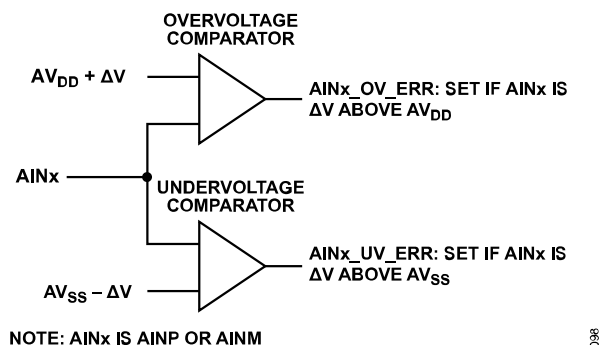 OVERVOLTAGE
COMPARATOR
AVDD + ΔV
AINx_OV_ERR: SET IF AINx IS
ΔV ABOVE AVDD
AINx
UNDERVOLTAGE
COMPARATOR
AINx_UV_ERR: SET IF AINx IS
ΔV ABOVE AVSS
AVSS – ΔV
NOTE: AINx IS AINP OR AINM
098